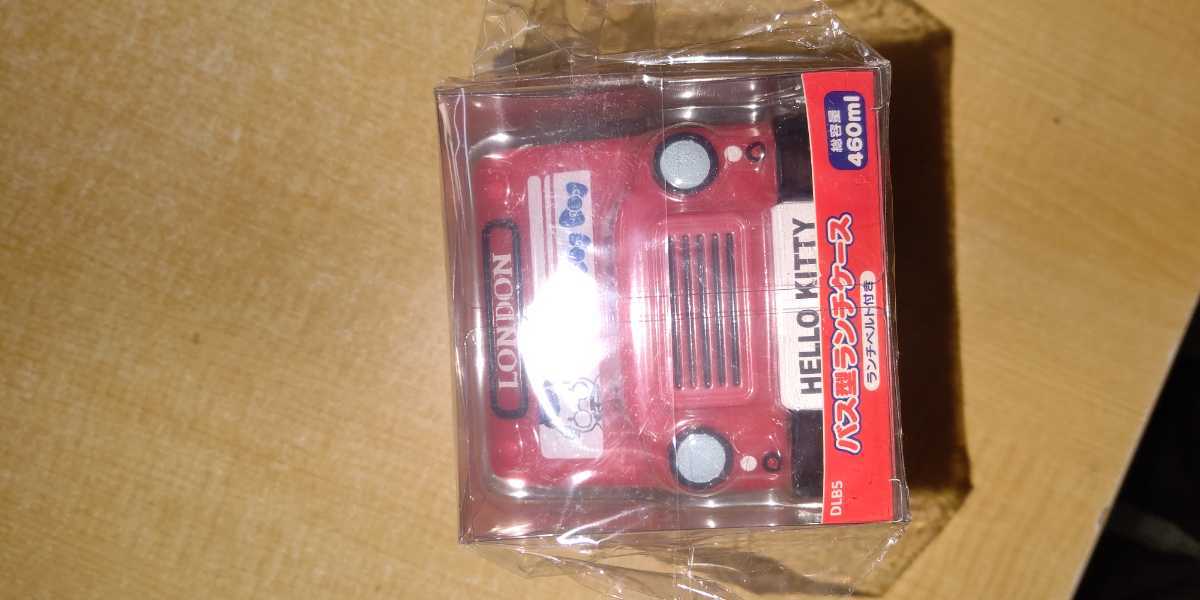 LONDON
HELLO KITTY
総容量
460ml
バス型ランチケース
ランチベルト付き
DLB5